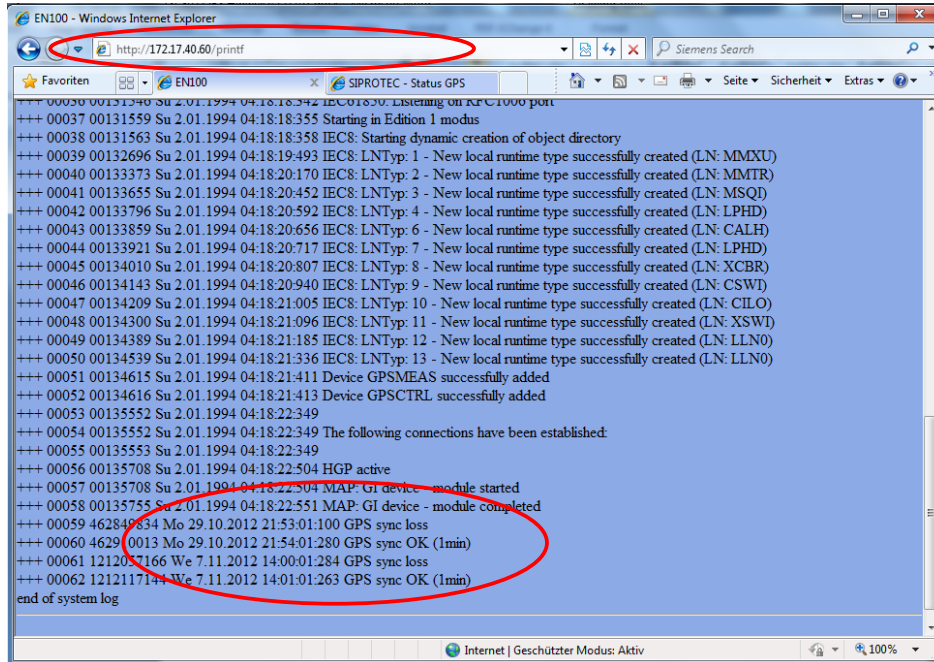 EN100 - Windows Internet Explorer
http://172.17.40.60/printf
Siemens Search
Favoriten
EN100
SIPROTEC - Status GPS
Seite
Sicherheit
Extras
+++ 00036 00131546 Su 2.01.1994 04:18:18:342 IEC61850: Listening on RFC1006 port
+++ 00037 00131559 Su 2.01.1994 04:18:18:355 Starting in Edition 1 modus
+++ 00038 00131563 Su 2.01.1994 04:18:18:358 IEC8: Starting dynamic creation of object directory
+++ 00039 00132696 Su 2.01.1994 04:18:19:493 IEC8: LNTyp: 1 - New local runtime type successfully created (LN: MMXU)
+++ 00040 00133373 Su 2.01.1994 04:18:20:170 IEC8: LNTyp: 2 - New local runtime type successfully created (LN: MMTR)
+++ 00041 00133655 Su 2.01.1994 04:18:20:452 IEC8: LNTyp: 3 - New local runtime type successfully created (LN: MSQI)
+++ 00042 00133796 Su 2.01.1994 04:18:20:592 IEC8: LNTyp: 4 - New local runtime type successfully created (LN: LPHD)
+++ 00043 00133859 Su 2.01.1994 04:18:20:656 IEC8: LNTyp: 6 - New local runtime type successfully created (LN: CALH)
+++ 00044 00133921 Su 2.01.1994 04:18:20:717 IEC8: LNTyp: 7 - New local runtime type successfully created (LN: LPHD)
+++ 00045 00134010 Su 2.01.1994 04:18:20:807 IEC8: LNTyp: 8 - New local runtime type successfully created (LN: XCBR)
+++ 00046 00134143 Su 2.01.1994 04:18:20:940 IEC8: LNTyp: 9 - New local runtime type successfully created (LN: CSWI)
+++ 00047 00134209 Su 2.01.1994 04:18:21:005 IEC8: LNTyp: 10 - New local runtime type successfully created (LN: CILO)
+++ 00048 00134300 Su 2.01.1994 04:18:21:096 IEC8: LNTyp: 11 - New local runtime type successfully created (LN: XSWI)
+++ 00049 00134389 Su 2.01.1994 04:18:21:185 IEC8: LNTyp: 12 - New local runtime type successfully created (LN: LLN0)
+++ 00050 00134539 Su 2.01.1994 04:18:21:336 IEC8: LNTyp: 13 - New local runtime type successfully created (LN: LLN0)
+++ 00051 00134615 Su 2.01.1994 04:18:21:411 Device GPSMEAS successfully added
+++ 00052 00134616 Su 2.01.1994 04:18:21:413 Device GPSCTRL successfully added
+++ 00053 00135552 Su 2.01.1994 04:18:22:349
+++ 00054 00135552 Su 2.01.1994 04:18:22:349 The following connections have been established:
+++ 00055 00135553 Su 2.01.1994 04:18:22:349
+++ 00056 00135708 Su 2.01.1994 04:18:22:504 HGP active
+++ 00057 00135708 Su 2.01.1994 04:18:22:504 MAP: GI device - module started
+++ 00058 00135755 Su 2.01.1994 04:18:22:551 MAP: GI device - module completed
+++ 00059 462849834 Mo 29.10.2012 21:53:01:100 GPS sync loss
+++ 00060 462910013 Mo 29.10.2012 21:54:01:280 GPS sync OK (1min)
+++ 00061 1212057166 We 7.11.2012 14:00:01:284 GPS sync loss
+++ 00062 1212117144 We 7.11.2012 14:01:01:263 GPS sync OK (1min)
end of system log
Internet | Geschützter Modus: Aktiv
100%